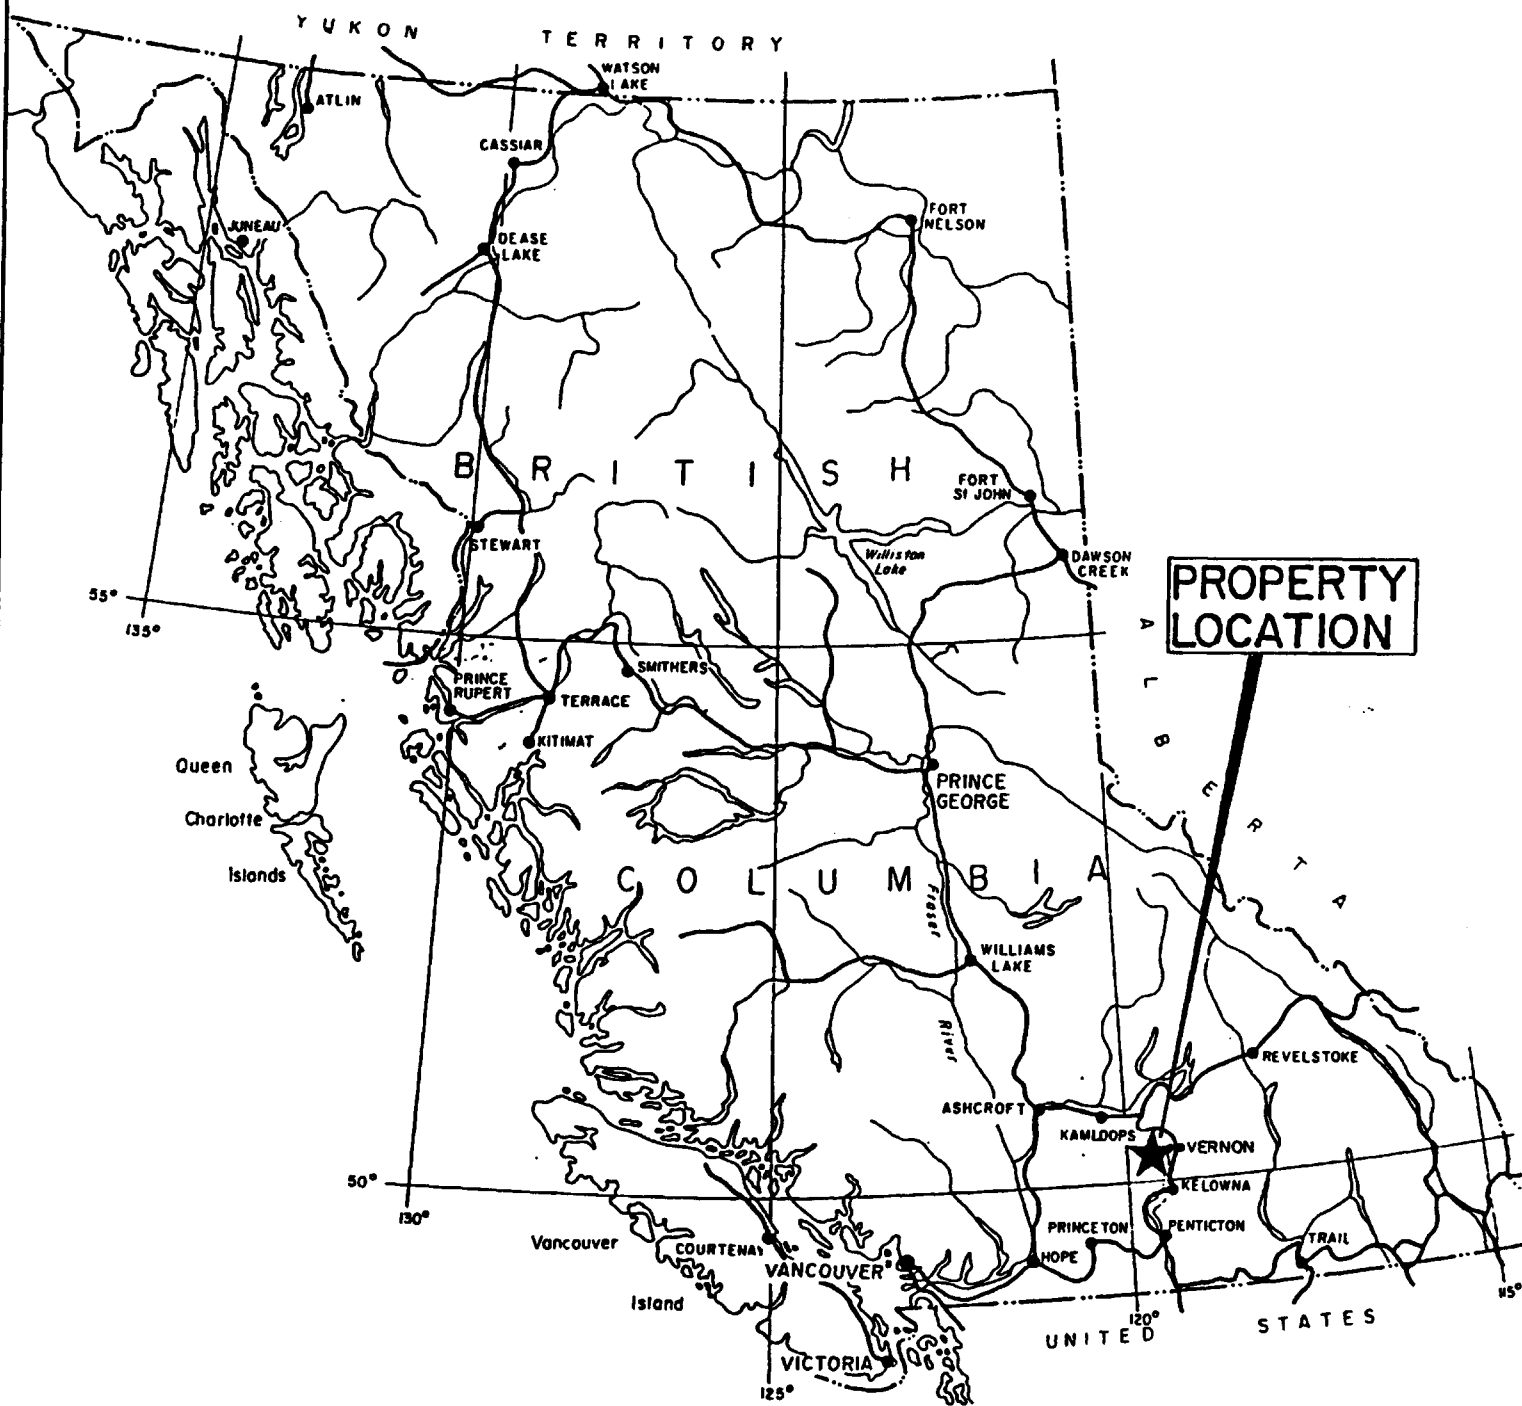 YUKON TERRITORY
WATSON
LAKE
ATLIN
CASSIAR
JUNEAU
DEASE
LAKE
FORT
NELSON
BRITISH
FORT
St JOHN
STEWART
Williston
Lake
DAWSON
CREEK
PROPERTY
LOCATION
55°
135°
ALBERTA
SMITHERS
PRINCE
RUPERT
TERRACE
KITIMAT
Queen
Charlotte
Islands
PRINCE
GEORGE
COLUMBIA
Fraser
River
WILLIAMS
LAKE
REVELSTOKE
ASHCROFT
KAMLOOPS
VERNON
50°
KELOWNA
130°
Vancouver
Island
COURTENAY
PRINCETON
PENTICTON
TRAIL
HOPE
VANCOUVER
115°
120°
UNITED STATES
VICTORIA
125°